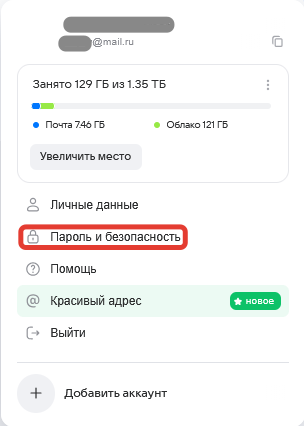 @mail.ru
Занято 129 ГБ из 1.35 ТБ
Почта 7.46 ГБ
Облако 121 ГБ
Увеличить место
Личные данные
Пароль и безопасность
Помощь
Красивый адрес
новое
Выйти
Добавить аккаунт